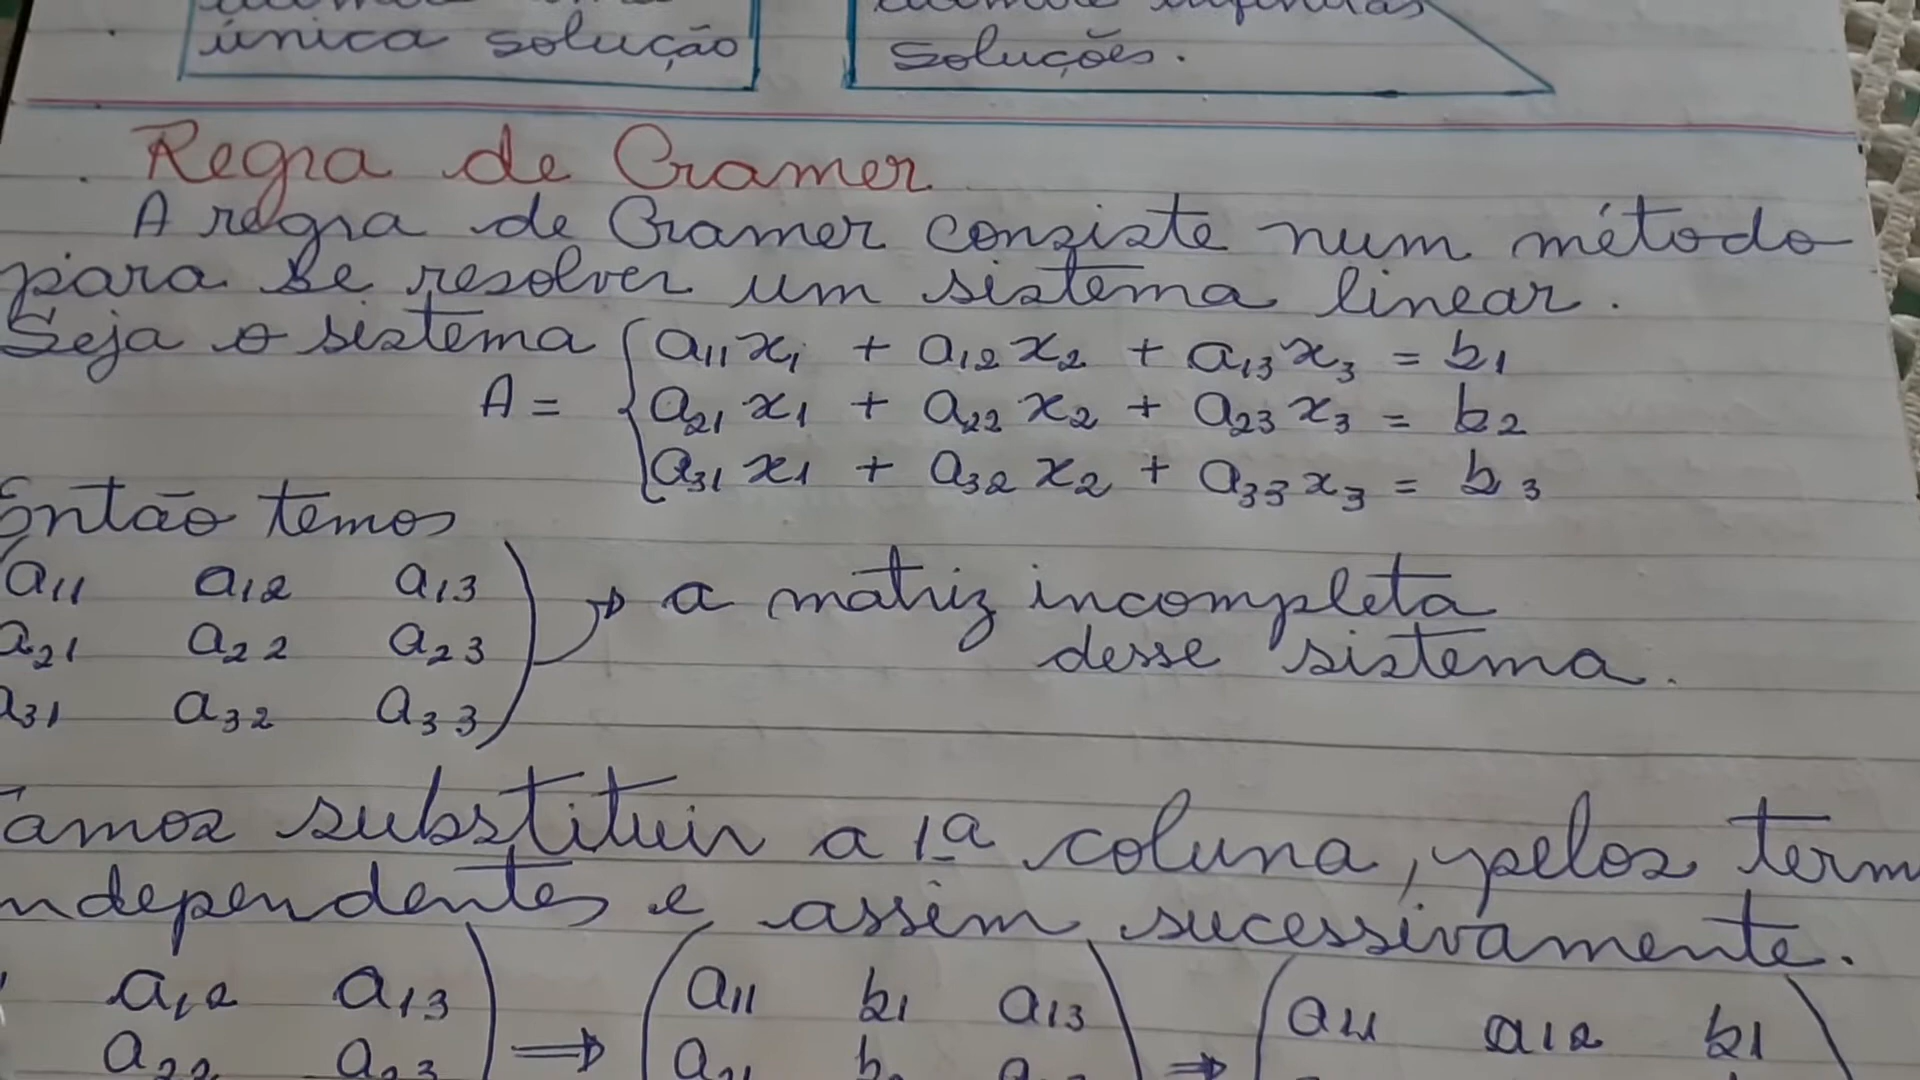 única solução
soluções.
Regra de Cramer
A regra de Cramer consiste num método
para se resolver um sistema linear.
Seja o sistema { a11 x1 + a12 x2 + a13 x3 = b1
A = { a21 x1 + a22 x2 + a23 x3 = b2
a31 x1 + a32 x2 + a33 x3 = b3
Então temos
a11 a12 a13
a21 a22 a23 ) → a matriz incompleta
desse sistema.
a31 a32 a33
substituir a 1ª coluna, pelos
e assim sucessivamente.
a12 a13 ) ⇒ ( a11 b1 a13 ) ⇒ ( a11 a12 b1 )
a22 a23